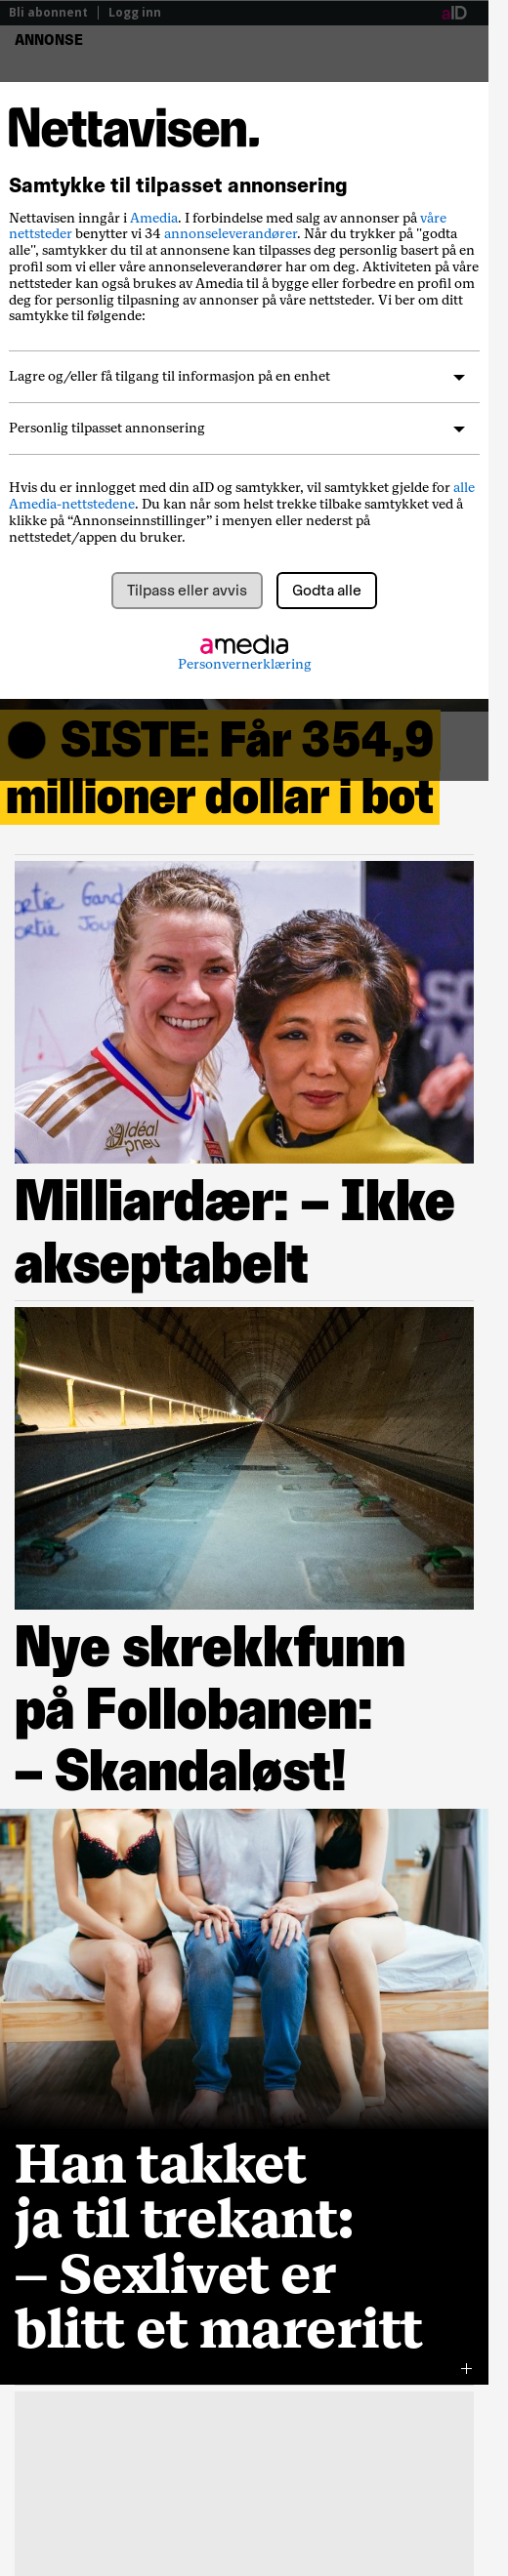 Bli abonnent | Logg inn
aID
ANNONSE
Nettavisen.
Samtykke til tilpasset annonsering
Nettavisen inngår i Amedia. I forbindelse med salg av annonser på våre
nettsteder benytter vi 34 annonseleverandører. Når du trykker på "godta
alle", samtykker du til at annonsene kan tilpasses deg personlig basert på en
profil som vi eller våre annonseleverandører har om deg. Aktiviteten på våre
nettsteder kan også brukes av Amedia til å bygge eller forbedre en profil om
deg for personlig tilpasning av annonser på våre nettsteder. Vi ber om ditt
samtykke til følgende:
Lagre og/eller få tilgang til informasjon på en enhet
Personlig tilpasset annonsering
Hvis du er innlogget med din aID og samtykker, vil samtykket gjelde for alle
Amedia-nettstedene. Du kan når som helst trekke tilbake samtykket ved å
klikke på “Annonseinnstillinger” i menyen eller nederst på
nettstedet/appen du bruker.
Tilpass eller avvis
Godta alle
amedia
Personvernerklæring
SISTE: Får 354,9
millioner dollar i bot
Idéal
pneu
Milliardær: – Ikke
akseptabelt
Nye skrekkfunn
på Follobanen:
– Skandaløst!
Han takket
ja til trekant:
– Sexlivet er
blitt et mareritt